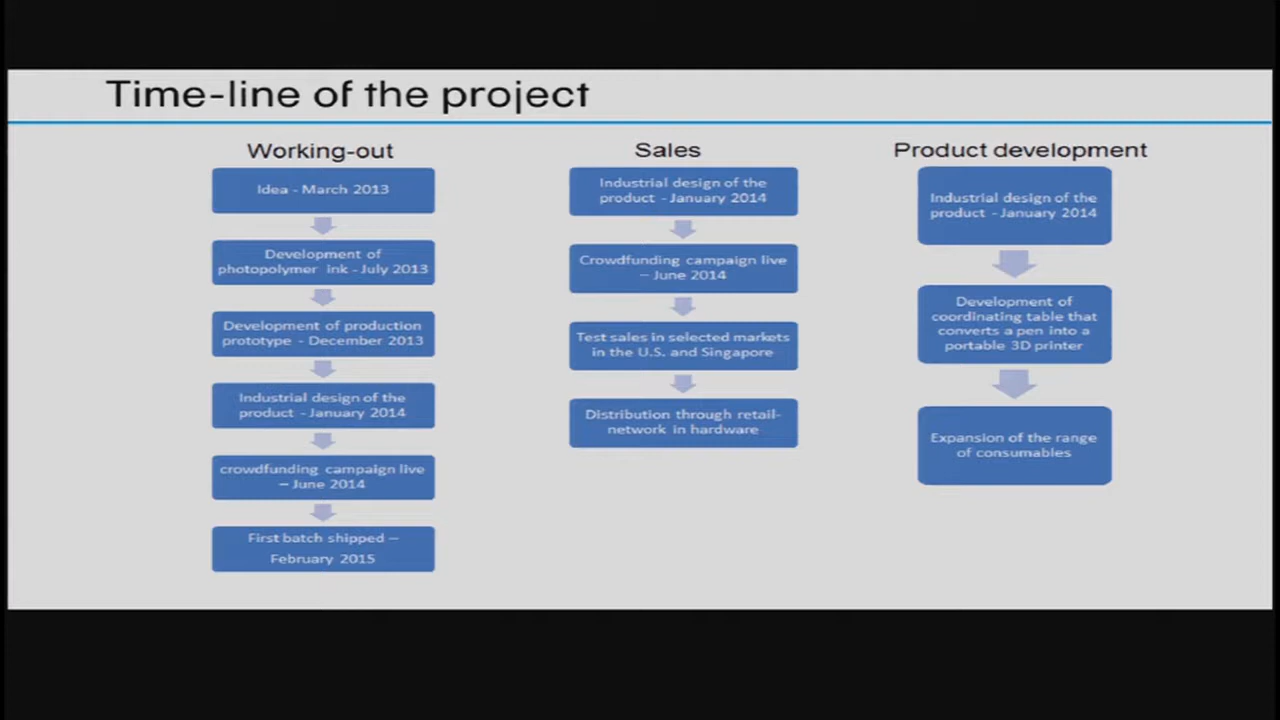 Time-line of the project
Working-out
Idea - March 2013
Development of
photopolymer ink - July 2013
Development of production
prototype - December 2013
Industrial design of the
product - January 2014
crowdfunding campaign live
– June 2014
First batch shipped –
February 2015
Sales
Industrial design of the
product - January 2014
Crowdfunding campaign live
– June 2014
Test sales in selected markets
in the U.S. and Singapore
Distribution through retail-
network in hardware
Product development
Industrial design of the
product - January 2014
Development of
coordinating table that
converts a pen into a
portable 3D printer
Expansion of the range
of consumables